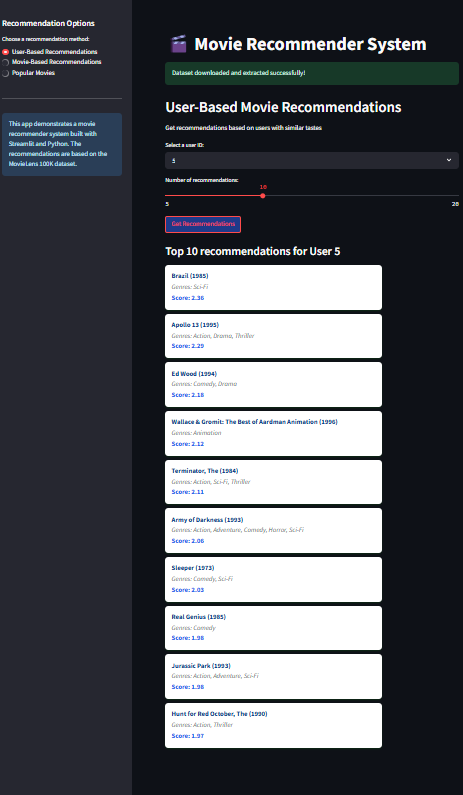 Recommendation Options
Choose a recommendation method:
User-Based Recommendations
Movie-Based Recommendations
Popular Movies
This app demonstrates a movie
recommender system built with
Streamlit and Python. The
recommendations are based on the
MovieLens 100K dataset.
Movie Recommender System
Dataset downloaded and extracted successfully!
User-Based Movie Recommendations
Get recommendations based on users with similar tastes
Select a user ID:
5
Number of recommendations:
10
5 20
Get Recommendations
Top 10 recommendations for User 5
Brazil (1985)
Genres: Sci-Fi
Score: 2.36
Apollo 13 (1995)
Genres: Action, Drama, Thriller
Score: 2.29
Ed Wood (1994)
Genres: Comedy, Drama
Score: 2.18
Wallace & Gromit: The Best of Aardman Animation (1996)
Genres: Animation
Score: 2.12
Terminator, The (1984)
Genres: Action, Sci-Fi, Thriller
Score: 2.11
Army of Darkness (1993)
Genres: Action, Adventure, Comedy, Horror, Sci-Fi
Score: 2.06
Sleeper (1973)
Genres: Comedy, Sci-Fi
Score: 2.03
Real Genius (1985)
Genres: Comedy
Score: 1.98
Jurassic Park (1993)
Genres: Action, Adventure, Sci-Fi
Score: 1.98
Hunt for Red October, The (1990)
Genres: Action, Thriller
Score: 1.97